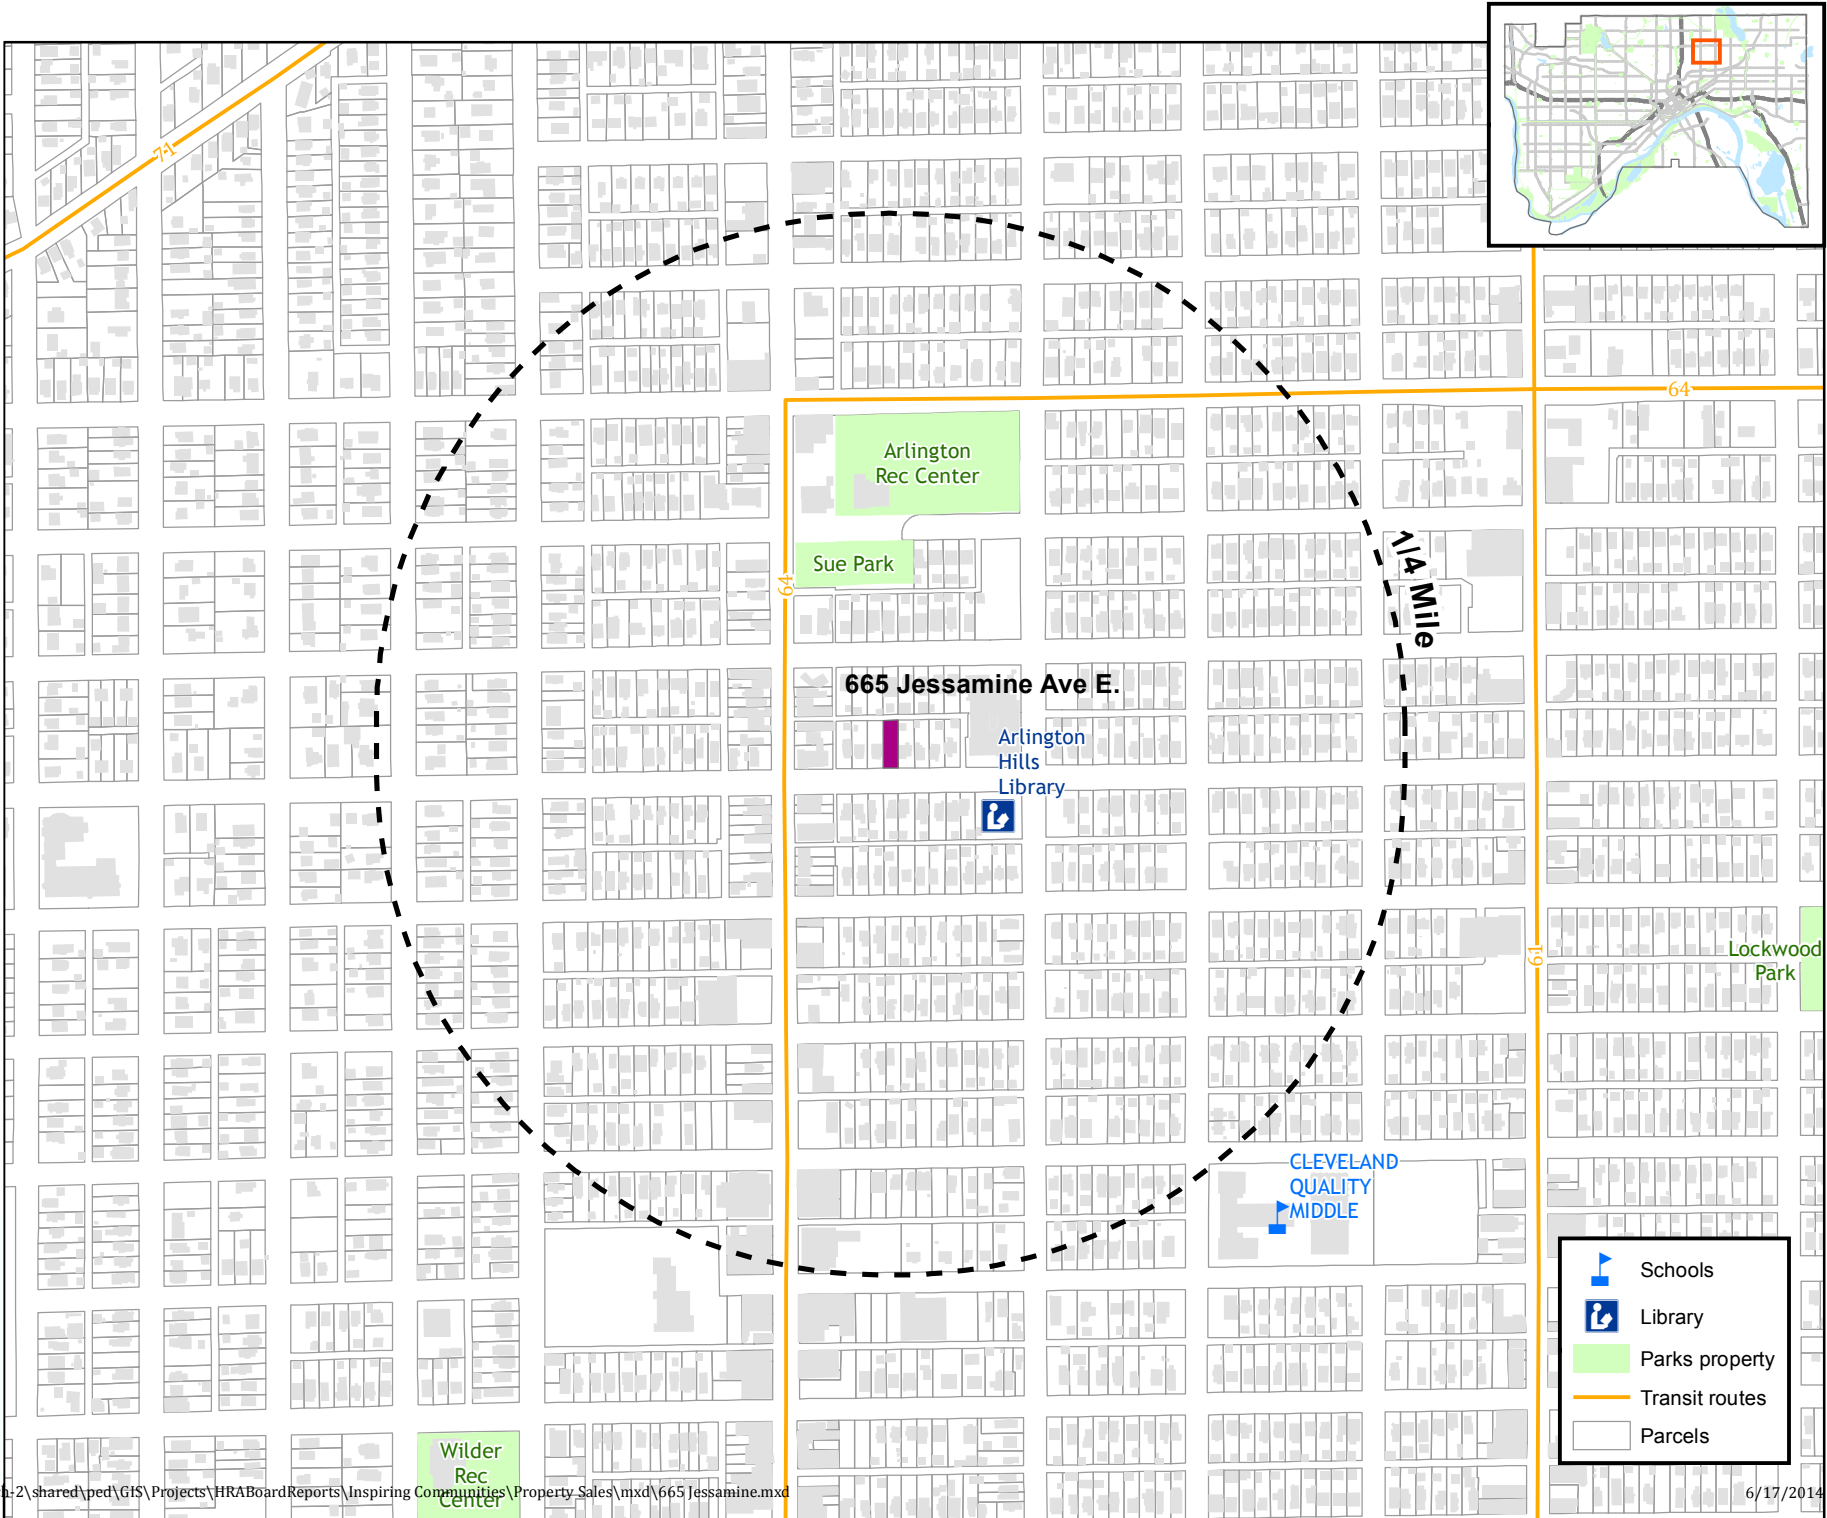 71
64
Arlington
Rec Center
Sue Park
64
1/4 Mile
665 Jessamine Ave E.
Arlington
Hills
Library
61
Lockwood
Park
CLEVELAND
QUALITY
MIDDLE
Schools
Library
Parks property
Transit routes
Parcels
Wilder
Rec
Center
h-2\shared\ped\GIS\Projects\HRABoardReports\Inspiring Communities\Property Sales\mxd\665 Jessamine.mxd
6/17/2014